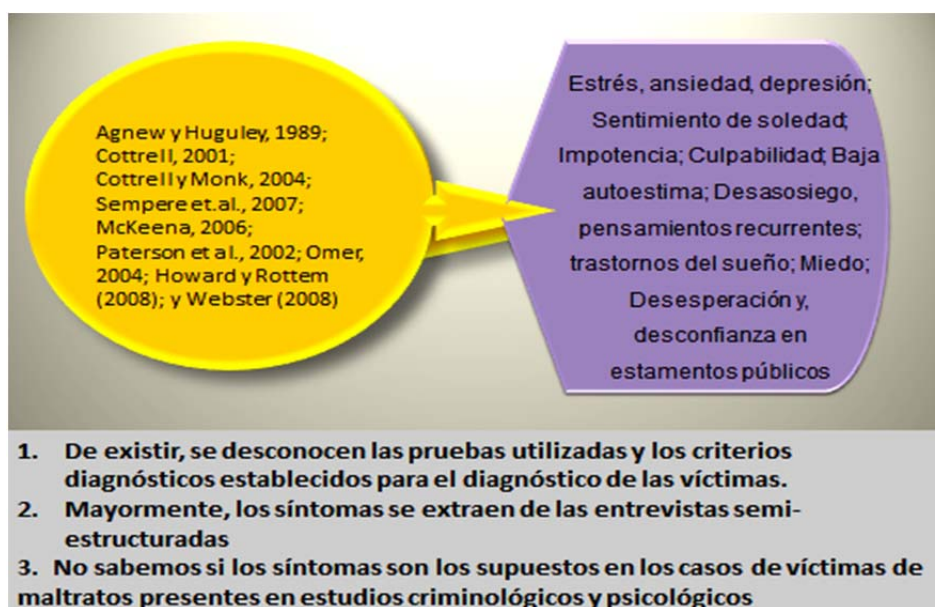 Agnew y Huguley, 1989;
Cottrell, 2001;
Cottrell y Monk, 2004;
Sempere et.al., 2007;
McKeena, 2006;
Paterson et al., 2002; Omer,
2004; Howard y Rottem
(2008); y Webster (2008)
Estrés, ansiedad, depresión;
Sentimiento de soledad;
Impotencia; Culpabilidad; Baja
autoestima; Desasosiego,
pensamientos recurrentes;
trastornos del sueño; Miedo;
Desesperación y,
desconfianza en
estamentos públicos
1. De existir, se desconocen las pruebas utilizadas y los criterios
diagnósticos establecidos para el diagnóstico de las víctimas.
2. Mayormente, los síntomas se extraen de las entrevistas semi-
estructuradas
3. No sabemos si los síntomas son los supuestos en los casos de víctimas de
maltratos presentes en estudios criminológicos y psicológicos